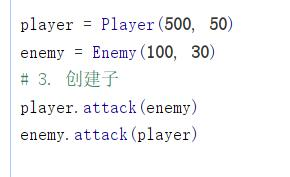 player = Player(500, 50)
enemy = Enemy(100, 30)
# 3. 创建子
player.attack(enemy)
enemy.attack(player)